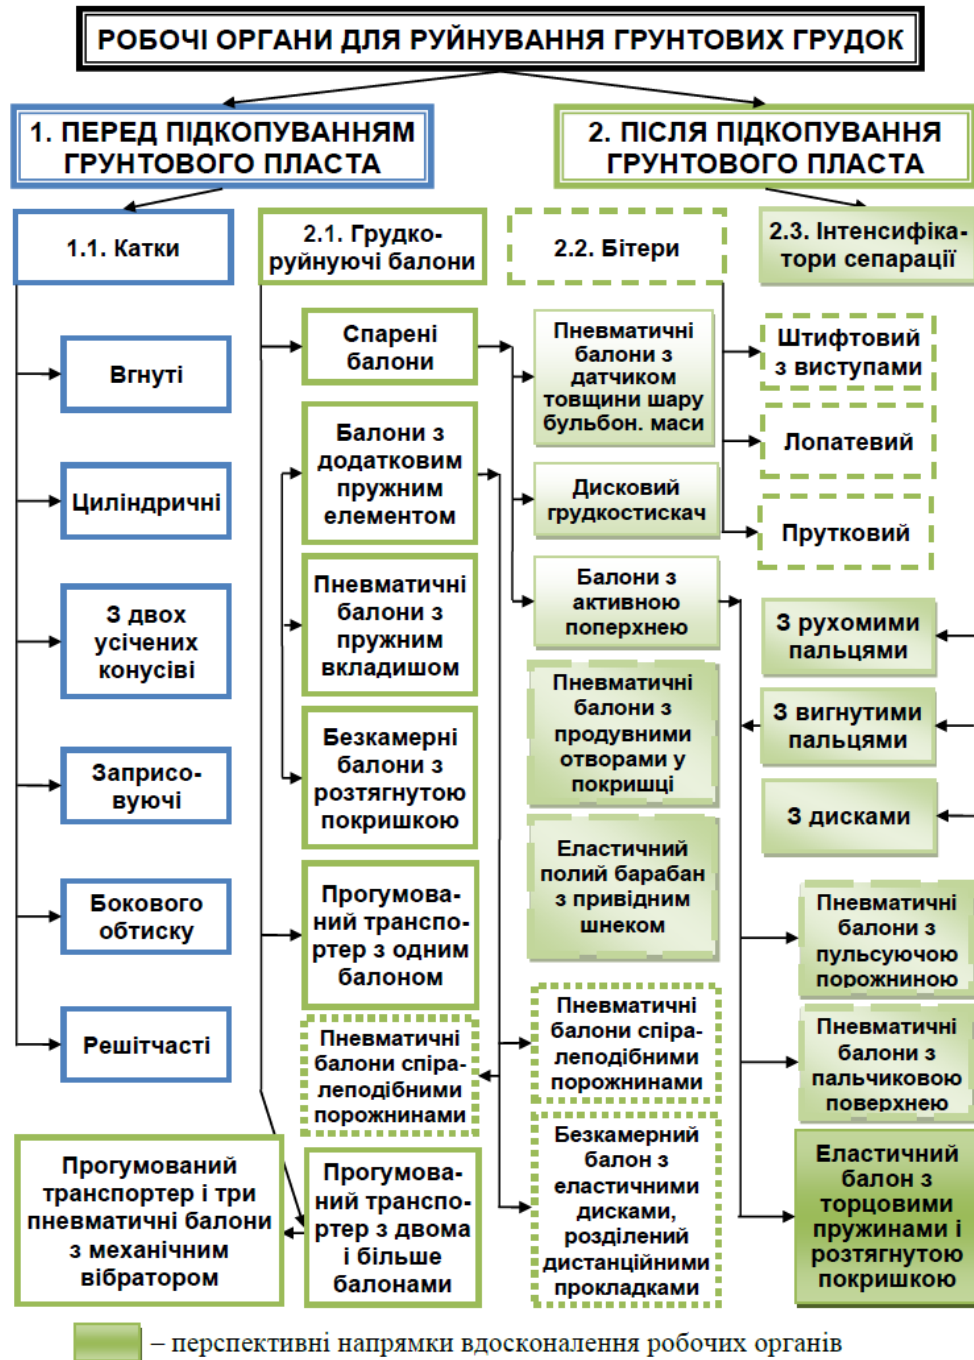 РОБОЧІ ОРГАНИ ДЛЯ РУЙНУВАННЯ ГРУНТОВИХ ГРУДОК
1. ПЕРЕД ПІДКОПУВАННЯМ
ГРУНТОВОГО ПЛАСТА
2. ПІСЛЯ ПІДКОПУВАННЯ
ГРУНТОВОГО ПЛАСТА
1.1. Катки
2.1. Грудко-
руйнуючі балони
2.2. Бітери
2.3. Інтенсифіка-
тори сепарації
Вгнуті
Циліндричні
З двох
усічених
конусіві
Заприсо-
вуючі
Бокового
обтиску
Решітчасті
Спарені
балони
Балони з
додатковим
пружним
елементом
Пневматичні
балони з
пружним
вкладишом
Безкамерні
балони з
розтягнутою
покришкою
Прогумова-
ний транспо-
ртер з одним
балоном
Пневматичні
балони спіра-
леподібними
порожнинами
Прогумова-
ний транспо-
ртер з двома
і більше
балонами
Прогумований
транспортер і три
пневматичні балони
з механічним
вібратором
Пневматичні
балони з
датчиком
товщини шару
бульбон. маси
Дисковий
грудкостискач
Балони з
активною
поперхнею
Пневматичні
балони з
продувними
отворами у
покришці
Еластичний
полий барабан
з привідним
шнеком
Пневматичні
балони спіра-
леподібними
порожнинами
Безкамерний
балон з
еластичними
дисками,
розділений
дистанційними
прокладками
Штифтовий
з виступами
Лопатевий
Прутковий
З рухомими
пальцями
З вигнутими
пальцями
З дисками
Пневматичні
балони з
пульсуючою
порожниною
Пневматичні
балони з
пальчиковою
поверхнею
Еластичний
балон з
торцовими
пружинами і
розтягнутою
покришкою
– перспективні напрямки вдосконалення робочих органів